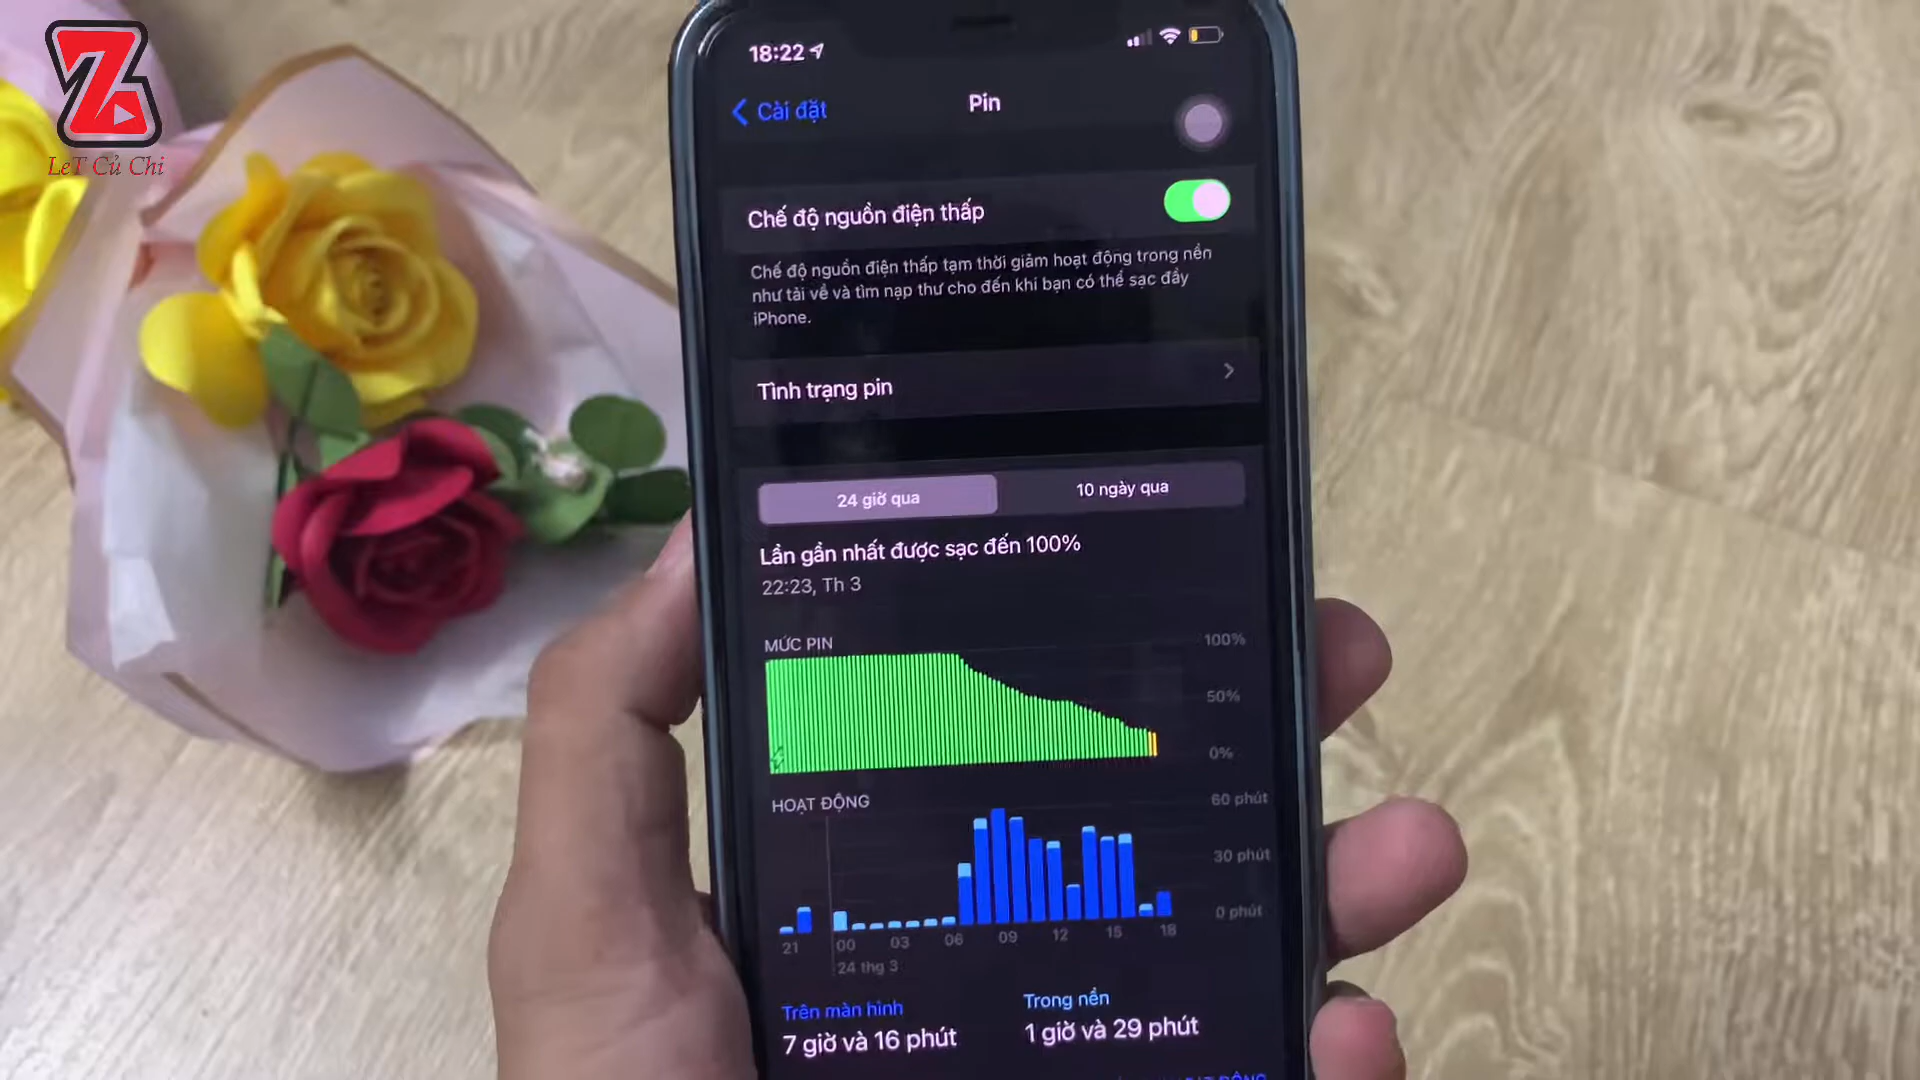 LeT Củ Chi
18:22
Cài đặt
Pin
Chế độ nguồn điện thấp
Chế độ nguồn điện thấp tạm thời giảm hoạt động trong nền
như tải về và tìm nạp thư cho đến khi bạn có thể sạc đầy
iPhone.
Tình trạng pin
24 giờ qua
10 ngày qua
Lần gần nhất được sạc đến 100%
22:23, Th 3
MỨC PIN
100%
50%
0%
HOẠT ĐỘNG
60 phút
30 phút
0 phút
21 00 03 06 09 12 15 18
24 thg 3
Trên màn hình
Trong nền
7 giờ và 16 phút
1 giờ và 29 phút